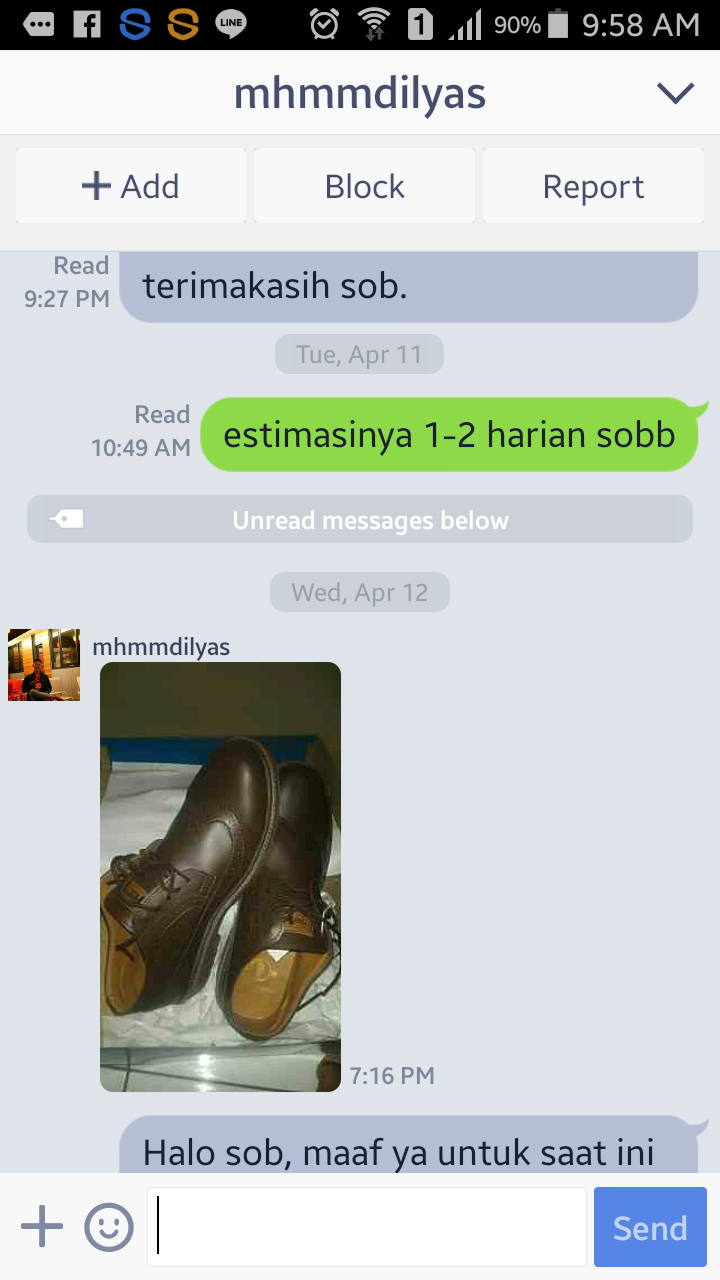 LINE
1
90%
9:58 AM
mhmmdilyas
+ Add
Block
Report
Read
9:27 PM
terimakasih sob.
Tue, Apr 11
Read
10:49 AM
estimasinya 1-2 harian sobb
Unread messages below
Wed, Apr 12
mhmmdilyas
7:16 PM
Halo sob, maaf ya untuk saat ini
Send